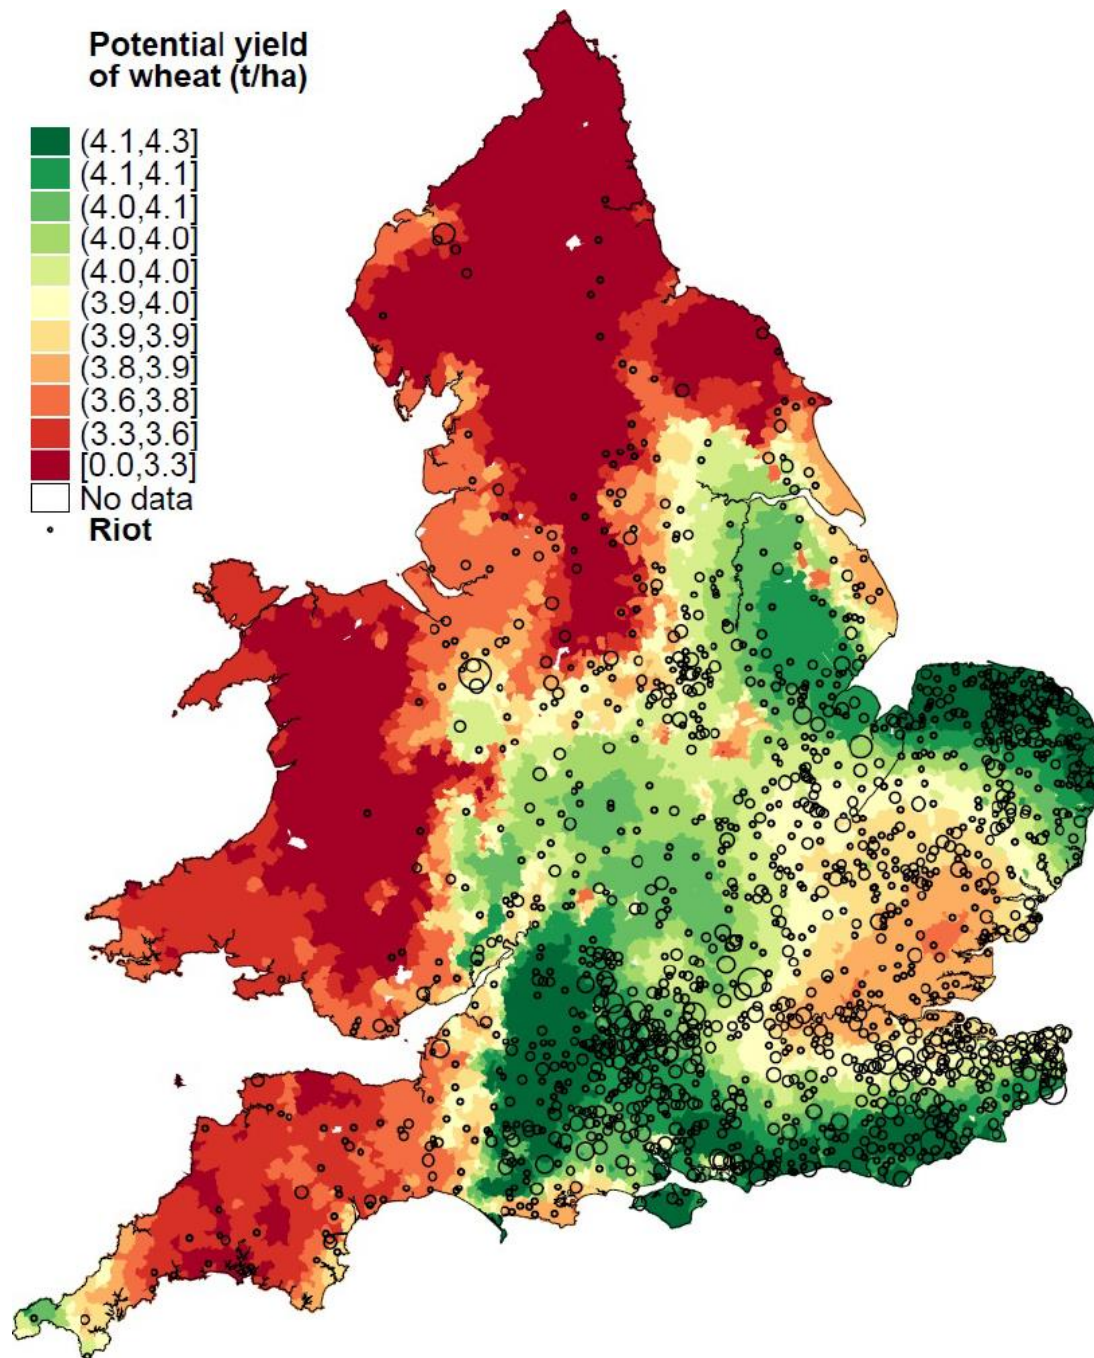 Potential yield
of wheat (t/ha)
(4.1,4.3]
(4.1,4.1]
(4.0,4.1]
(4.0,4.0]
(4.0,4.0]
(3.9,4.0]
(3.9,3.9]
(3.8,3.9]
(3.6,3.8]
(3.3,3.6]
[0.0,3.3]
No data
Riot